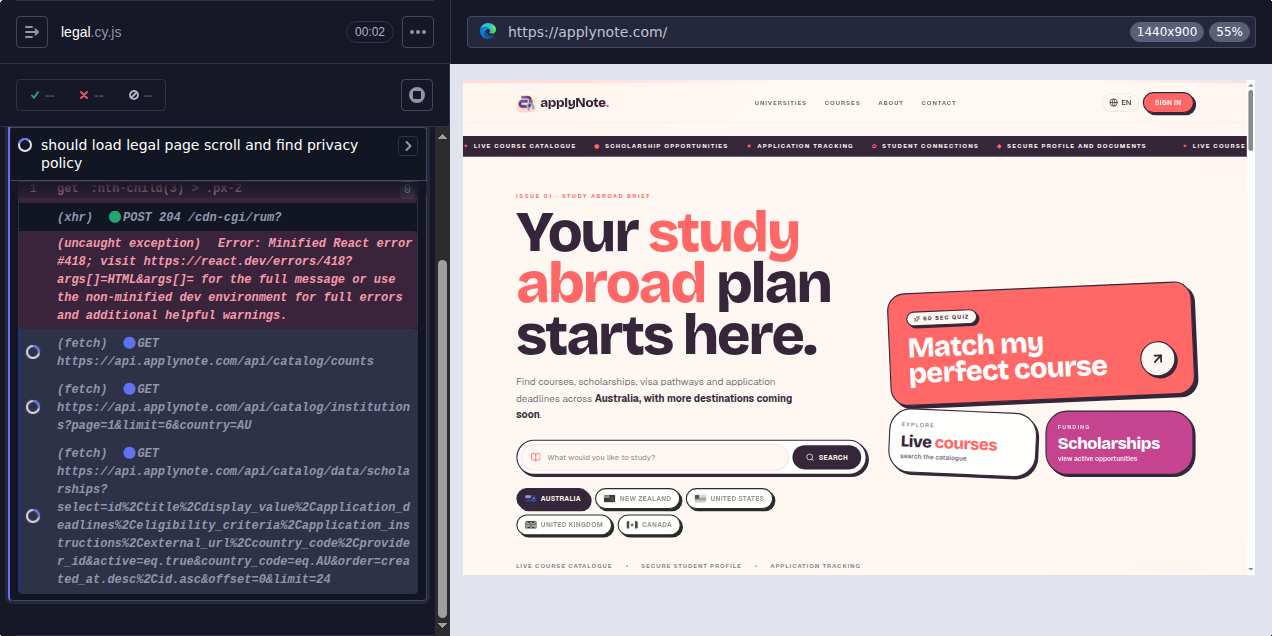 legal.cy.js
00:02
--
--
--
should load legal page scroll and find privacy
policy
1 get :nth-child(3) > .px-2 0
(xhr) POST 204 /cdn-cgi/rum?
(uncaught exception) Error: Minified React error
#418; visit https://react.dev/errors/418?
args[]=HTML&args[]= for the full message or use
the non-minified dev environment for full errors
and additional helpful warnings.
(fetch) GET
https://api.applynote.com/api/catalog/counts
(fetch) GET
https://api.applynote.com/api/catalog/institution
s?page=1&limit=6&country=AU
(fetch) GET
https://api.applynote.com/api/catalog/data/schola
rships?
select=id%2Ctitle%2Cdisplay_value%2Capplication_d
eadlines%2Celigibility_criteria%2Capplication_ins
tructions%2Cexternal_url%2Ccountry_code%2Cprovide
r_id&active=eq.true&country_code=eq.AU&order=crea
ted_at.desc%2Cid.asc&offset=0&limit=24
https://applynote.com/
1440x900
55%
applyNote.
UNIVERSITIES COURSES ABOUT CONTACT
EN
SIGN IN
LIVE COURSE CATALOGUE SCHOLARSHIP OPPORTUNITIES APPLICATION TRACKING STUDENT CONNECTIONS SECURE PROFILE AND DOCUMENTS LIVE COURSE
ISSUE 01 · STUDY ABROAD BRIEF
Your study
abroad plan
starts here.
Find courses, scholarships, visa pathways and application
deadlines across Australia, with more destinations coming
soon.
What would you like to study?
SEARCH
AUSTRALIA NEW ZEALAND UNITED STATES
UNITED KINGDOM CANADA
LIVE COURSE CATALOGUE • SECURE STUDENT PROFILE • APPLICATION TRACKING
60 SEC QUIZ
Match my
perfect course
EXPLORE
Live courses
search the catalogue
FUNDING
Scholarships
view active opportunities